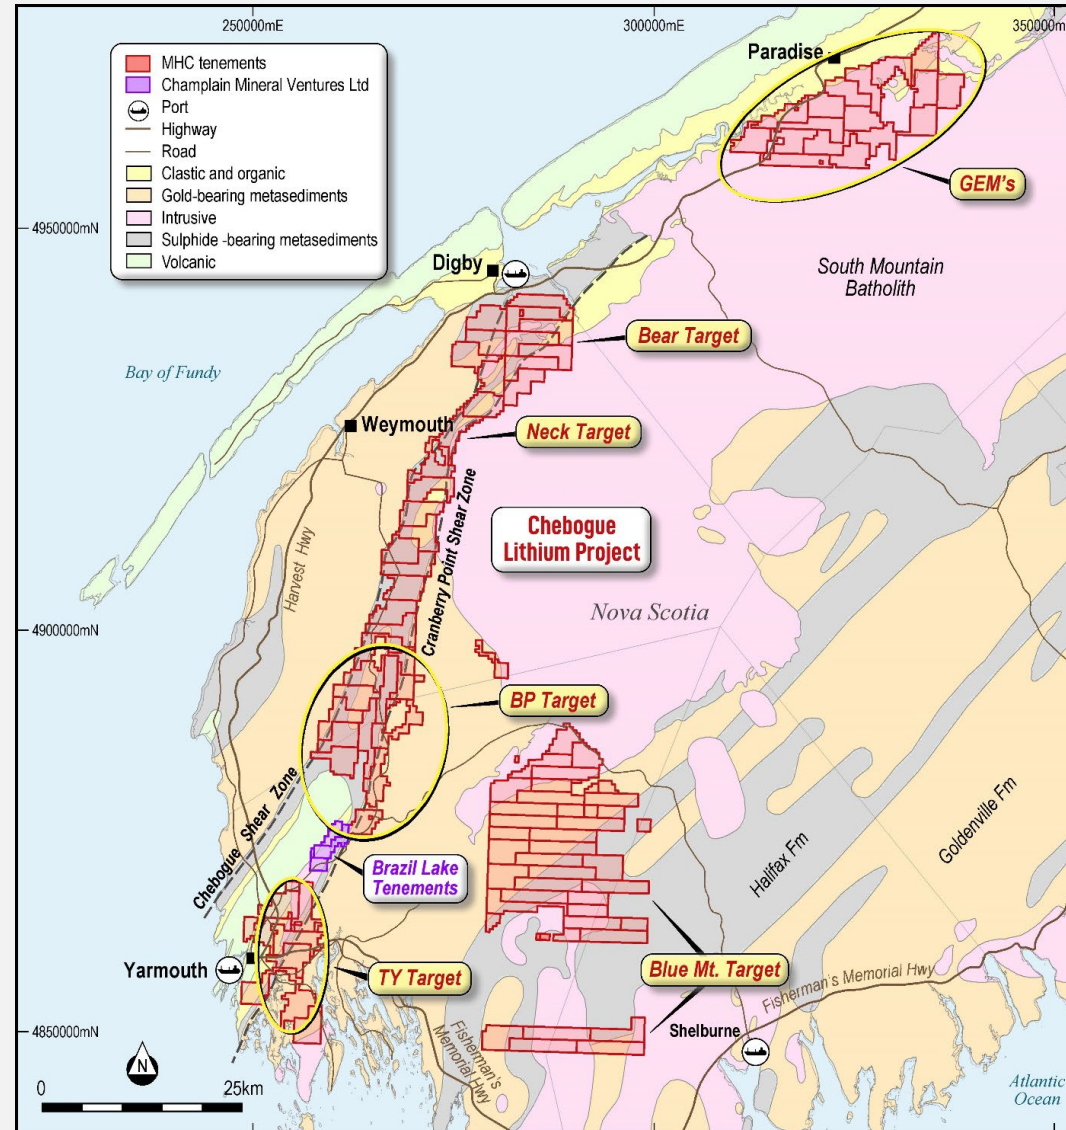 250000mE
300000mE
350000m
MHC tenements
Champlain Mineral Ventures Ltd
Port
Highway
Road
Clastic and organic
Gold-bearing metasediments
Intrusive
Sulphide -bearing metasediments
Volcanic
Paradise
GEM's
4950000mN
Digby
South Mountain
Batholith
Bear Target
Bay of Fundy
Weymouth
Neck Target
Cranberry Point Shear Zone
Chebogue
Lithium Project
Harvest Hwy
Nova Scotia
4900000mN
BP Target
Chebogue Shear Zone
Halifax Fm
Goldenville Fm
Brazil Lake
Tenements
Yarmouth
TY Target
Blue Mt. Target
Fisherman's Memorial Hwy
Shelburne
4850000mN
Fisherman's
Memorial Hwy
N
0
25km
Atlantic
Ocean